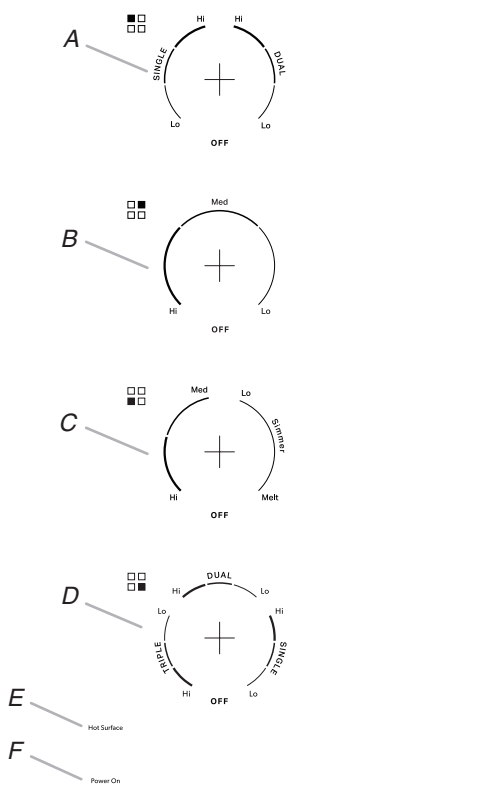 Hi Hi
A
SINGLE DUAL
Lo Lo
OFF
Med
B
Hi Lo
OFF
Med Lo
C
Simmer
Hi Melt
OFF
DUAL
D
Hi Lo
Lo Hi
TRIPLE SINGLE
Hi Lo
OFF
E
Hot Surface
F
Power On